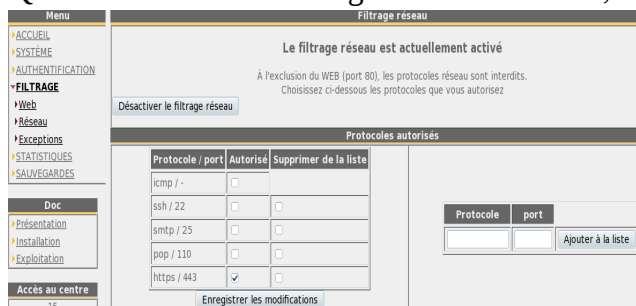 Menu
ACCUEIL
SYSTÈME
AUTHENTIFICATION
FILTRAGE
Web
Réseau
Exceptions
STATISTIQUES
SAUVEGARDES
Doc
Présentation
Installation
Exploitation
Accès au centre
Filtrage réseau
Le filtrage réseau est actuellement activé
À l'exclusion du WEB (port 80), les protocoles réseau sont interdits.
Choisissez ci-dessous les protocoles que vous autorisez
Désactiver le filtrage réseau
Protocoles autorisés
Protocole / port Autorisé Supprimer de la liste
icmp / -
ssh / 22
smtp / 25
pop / 110
https / 443
Enregistrer les modifications
Protocole port
Ajouter à la liste